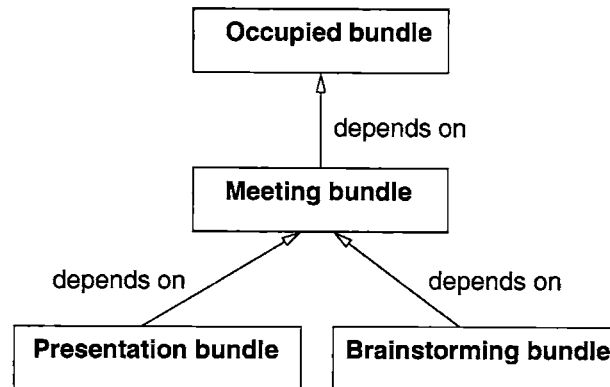 Occupied bundle
depends on
Meeting bundle
depends on
depends on
Presentation bundle
Brainstorming bundle